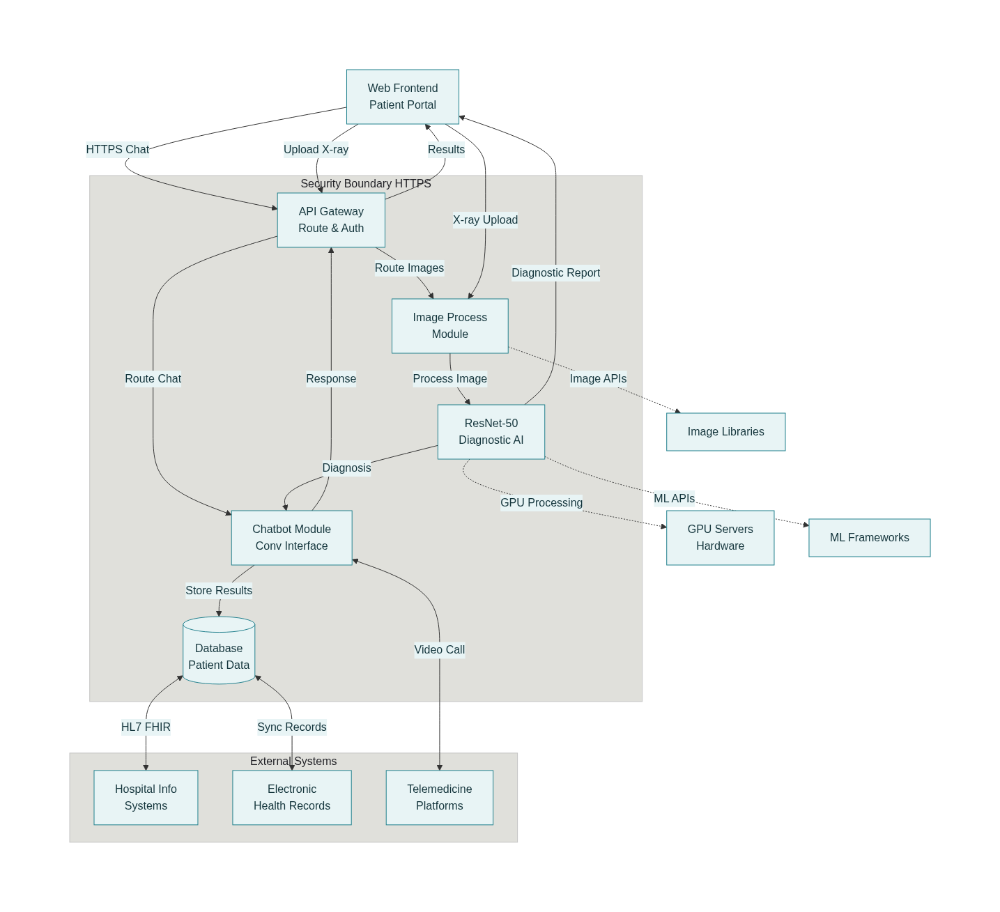 Web Frontend
Patient Portal
HTTPS Chat
Upload X-ray
Results
Security Boundary HTTPS
API Gateway
Route & Auth
X-ray Upload
Route Images
Diagnostic Report
Image Process
Module
Route Chat
Response
Process Image
Image APIs
ResNet-50
Diagnostic AI
Image Libraries
Diagnosis
GPU Processing
ML APIs
Chatbot Module
Conv Interface
GPU Servers
Hardware
ML Frameworks
Store Results
Database
Patient Data
Video Call
HL7 FHIR
Sync Records
External Systems
Hospital Info
Systems
Electronic
Health Records
Telemedicine
Platforms